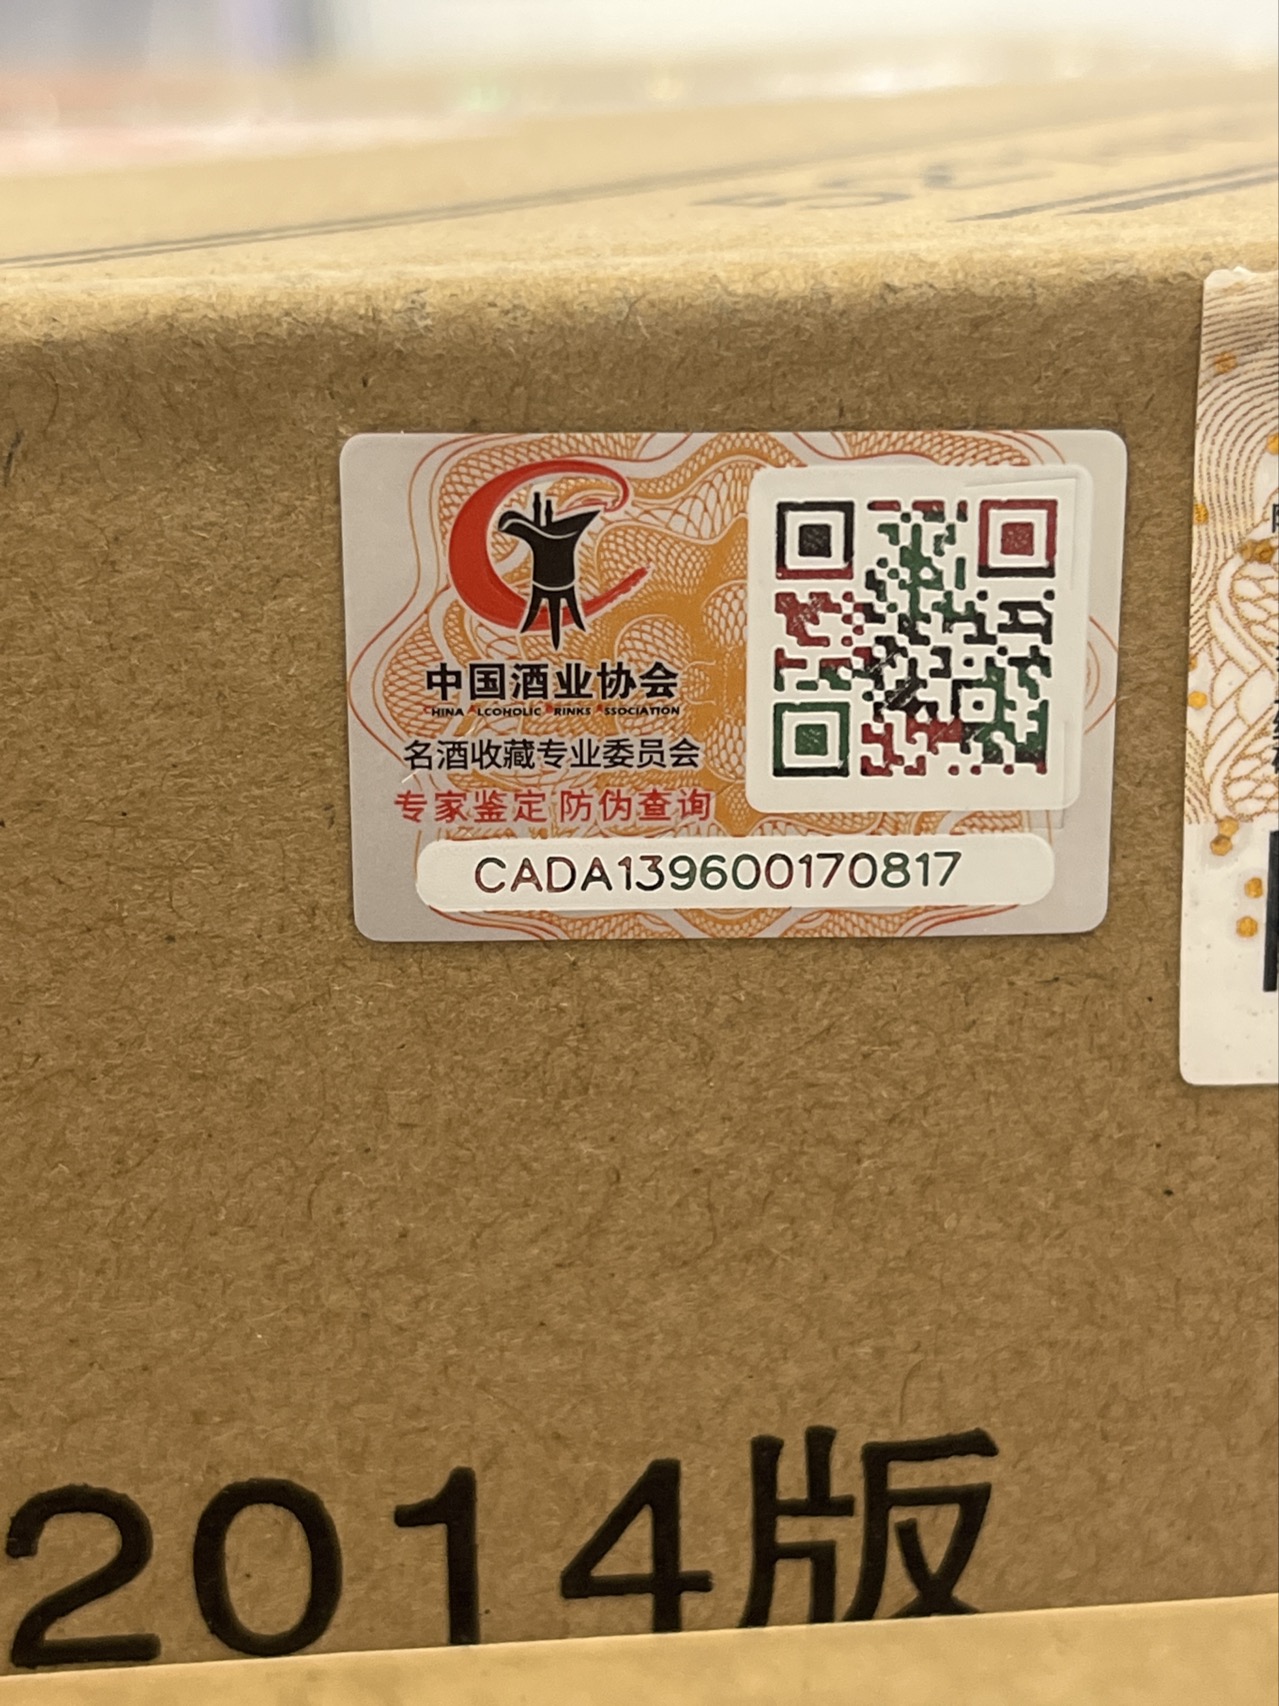 中国酒业协会
CHINA ALCOHOLIC DRINKS ASSOCIATION
名酒收藏专业委员会
专家鉴定 防伪查询
CADA139600170817
2014版